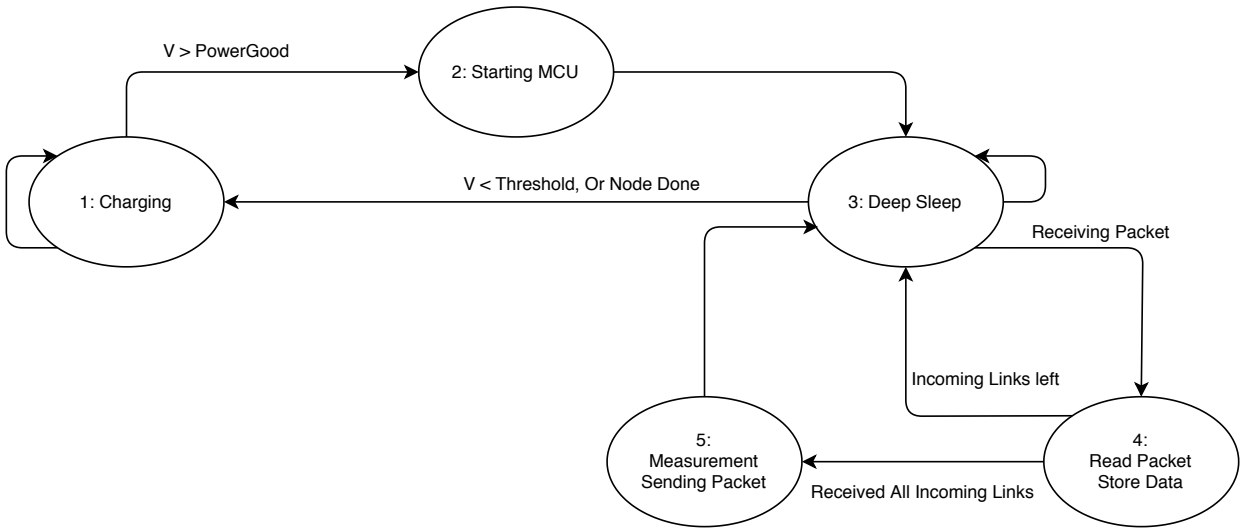 V > PowerGood
2: Starting MCU
1: Charging
V < Threshold, Or Node Done
3: Deep Sleep
Receiving Packet
Incoming Links left
5:
Measurement
Sending Packet
Received All Incoming Links
4:
Read Packet
Store Data